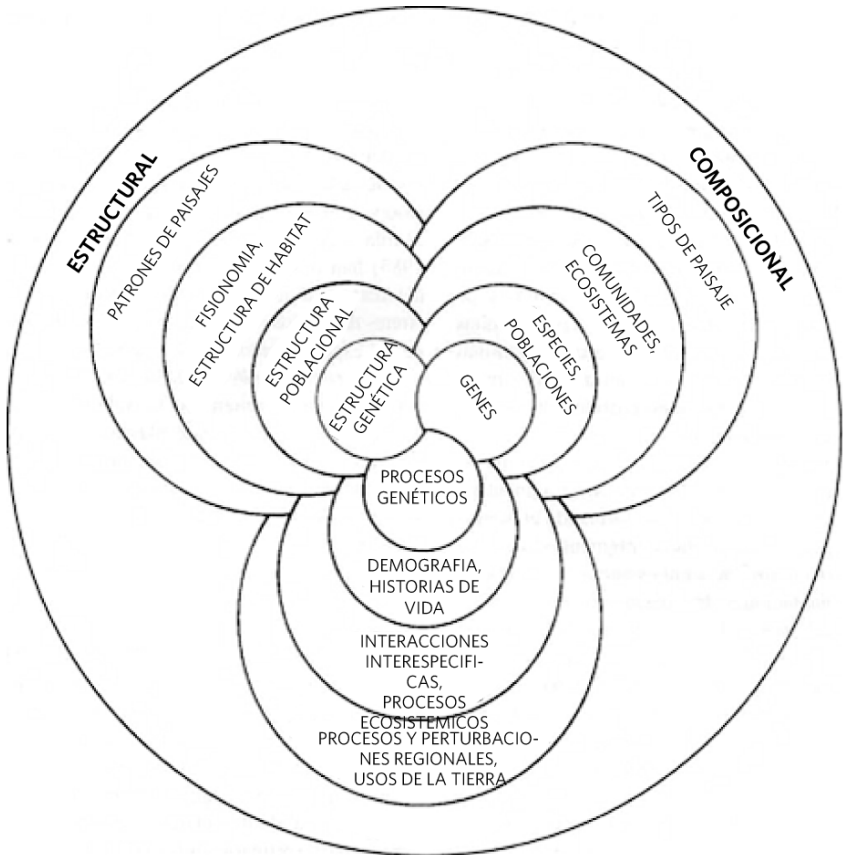 ESTRUCTURAL
PATRONES DE PAISAJES
FISIONOMIA,
ESTRUCTURA DE HABITAT
ESTRUCTURA
POBLACIONAL
ESTRUCTURA
GENÉTICA
COMPOSICIONAL
TIPOS DE PAISAJE
COMUNIDADES,
ECOSISTEMAS
ESPECIES,
POBLACIONES
GENES
PROCESOS
GENÉTICOS
DEMOGRAFIA,
HISTORIAS DE
VIDA
INTERACCIONES
INTERESPECIFI-
CAS,
PROCESOS
ECOSISTÉMICOS
PROCESOS Y PERTURBACIO-
NES REGIONALES,
USOS DE LA TIERRA